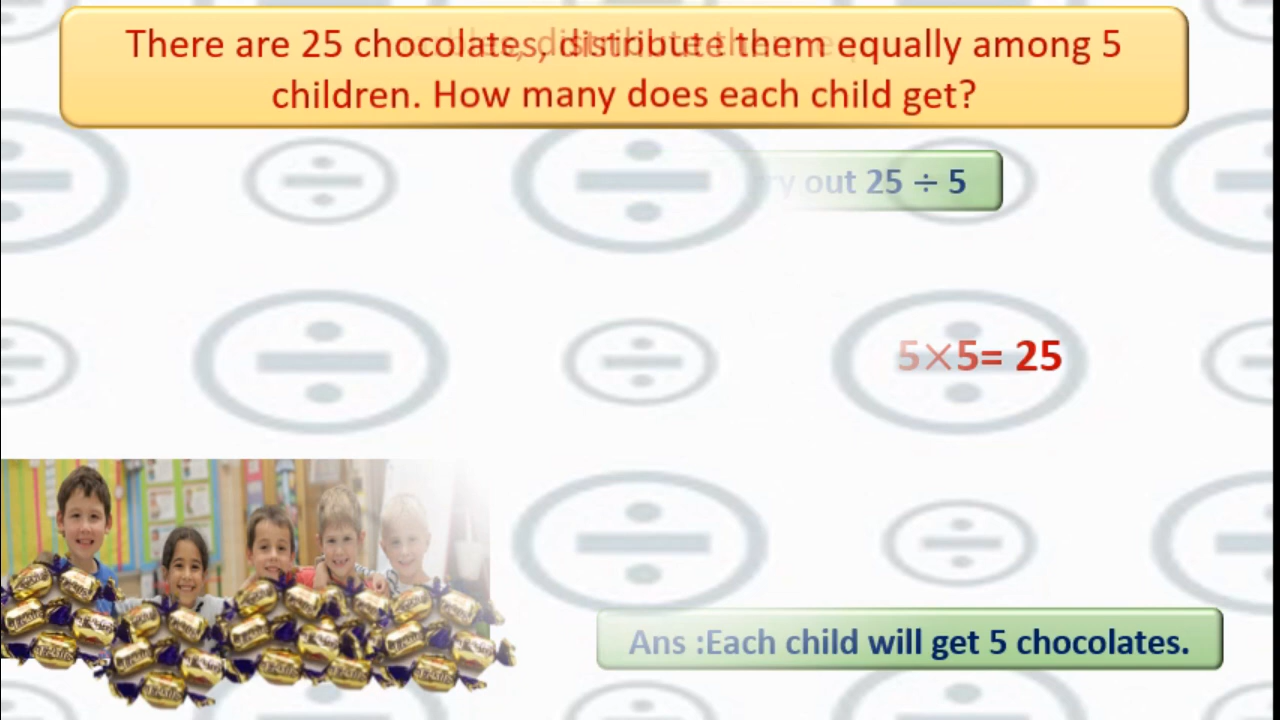 There are 25 chocolates, distribute them equally among 5
children. How many does each child get?
out 25 ÷ 5
5×5= 25
Ans :Each child will get 5 chocolates.